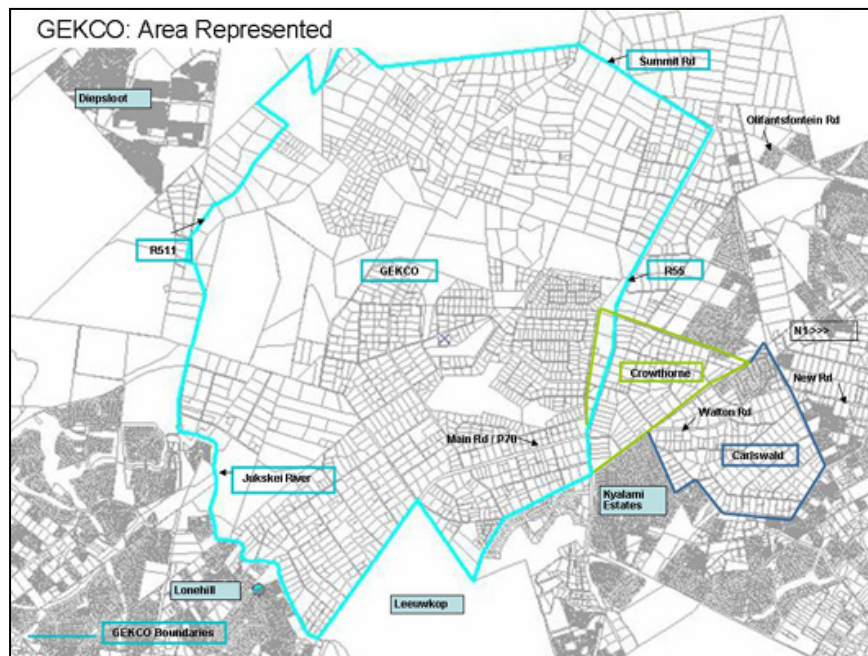 GEKCO: Area Represented
Summit Rd
Diepsloot
Olifantsfontein Rd
R511
GEKCO
R55
N1 >>>
Crowthorne
New Rd
Walton Rd
Main Rd / P70
Carlswald
Jukskei River
Kyalami
Estates
Lonehill
Leeuwkop
GEKCO Boundaries